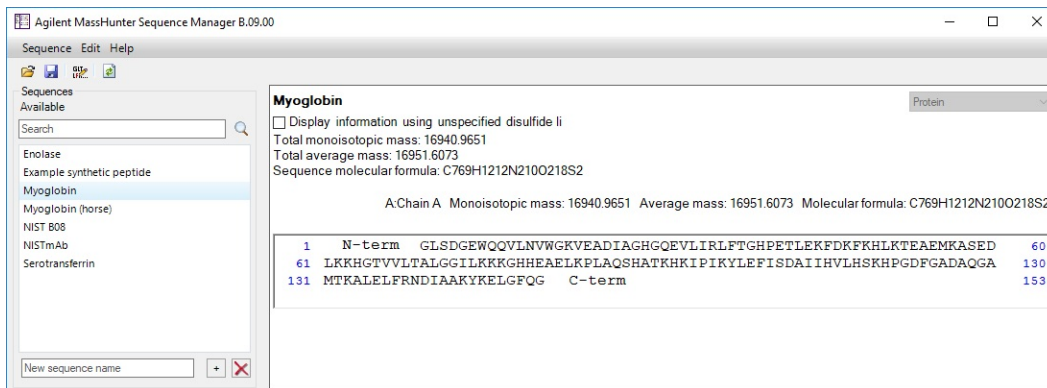 Agilent MassHunter Sequence Manager B.09.00
Sequence Edit Help
Sequences
Available
Search
Enolase
Example synthetic peptide
Myoglobin
Myoglobin (horse)
NIST B08
NISTmAb
Serotransferrin
New sequence name
+
Myoglobin
Protein
Display information using unspecified disulfide li
Total monoisotopic mass: 16940.9651
Total average mass: 16951.6073
Sequence molecular formula: C769H1212N210O218S2
A:Chain A Monoisotopic mass: 16940.9651 Average mass: 16951.6073 Molecular formula: C769H1212N210O218S2
1 N-term GLSDGEWQQVLNVWGKVEADIAGHGQEVLIRLFTGHPETLEKFDKFKHLKTEAEMKASED 60
61 LKKHGTVVLTALGGILKKKGHHEAELKPLAQSHATKHKIPIKYLEFISDAIIHVLHSKHPGDFGADAQGA 130
131 MTKALELFRNDIAAKYKELGFQG C-term 153